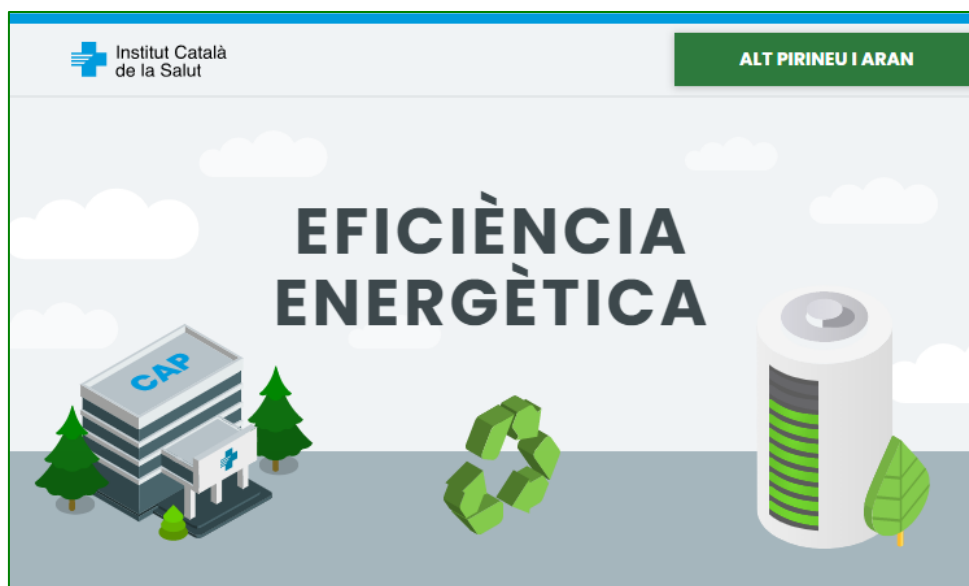 Institut Català
de la Salut
ALT PIRINEU I ARAN
EFICIÈNCIA
ENERGÈTICA
CAP